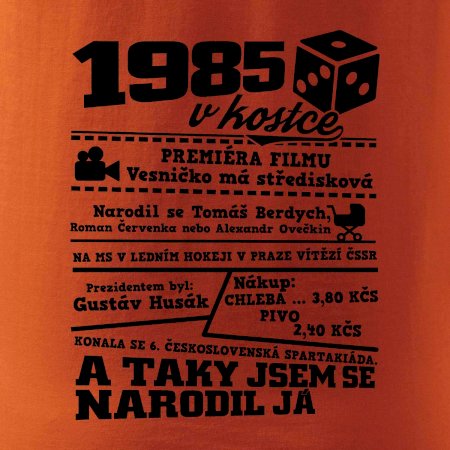 1985
v kostce
PREMIÉRA FILMU
Vesničko má středisková
Narodil se Tomáš Berdych,
Roman Červenka nebo Alexandr Ovečkin
NA MS V LEDNÍM HOKEJI V PRAZE VÍTĚZÍ ČSSR
Prezidentem byl:
Gustáv Husák
Nákup:
CHLEBA ... 3,80 KČS
PIVO
2,40 KČS
KONALA SE 6. ČESKOSLOVENSKÁ SPARTAKIÁDA.
A TAKY JSEM SE
NARODIL JÁ